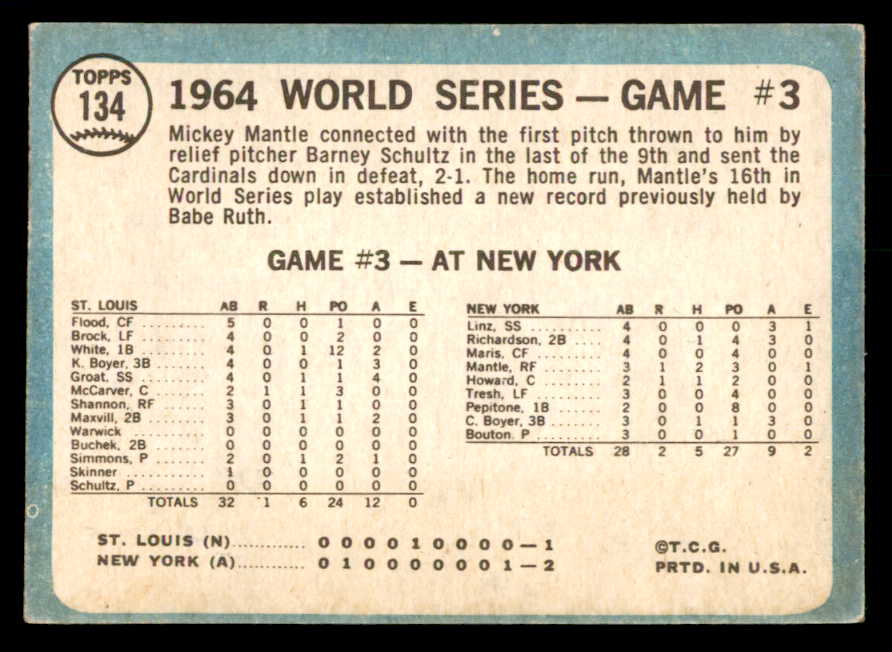 TOPPS
134
1964 WORLD SERIES — GAME #3
Mickey Mantle connected with the first pitch thrown to him by
relief pitcher Barney Schultz in the last of the 9th and sent the
Cardinals down in defeat, 2-1. The home run, Mantle's 16th in
World Series play established a new record previously held by
Babe Ruth.
GAME #3 — AT NEW YORK
ST. LOUIS AB R H PO A E
Flood, CF ......... 5 0 0 1 0 0
Brock, LF ......... 4 0 0 2 0 0
White, 1B ......... 4 0 1 12 2 0
K. Boyer, 3B ....... 4 0 0 1 3 0
Groat, SS ......... 4 0 1 1 4 0
McCarver, C ....... 2 1 1 3 0 0
Shannon, RF ...... 3 0 1 1 0 0
Maxvill, 2B ........ 3 0 1 1 2 0
Warwick .......... 0 0 0 0 0 0
Buchek, 2B ........ 0 0 0 0 0 0
Simmons, P ....... 2 0 1 2 1 0
Skinner .......... 1 0 0 0 0 0
Schultz, P ........ 0 0 0 0 0 0
TOTALS 32 1 6 24 12 0
NEW YORK AB R H PO A E
Linz, SS .......... 4 0 0 0 3 1
Richardson, 2B .... 4 0 1 4 3 0
Maris, CF ......... 4 0 0 4 0 0
Mantle, RF ........ 3 1 2 3 0 1
Howard, C ........ 2 1 1 2 0 0
Tresh, LF ......... 3 0 0 4 0 0
Pepitone, 1B ...... 2 0 0 8 0 0
C. Boyer, 3B ....... 3 0 1 1 3 0
Bouton, P ......... 3 0 0 1 0 0
TOTALS 28 2 5 27 9 2
ST. LOUIS (N)............. 0 0 0 0 1 0 0 0 0—1
NEW YORK (A)............ 0 1 0 0 0 0 0 0 1—2
©T.C.G.
PRTD. IN U.S.A.